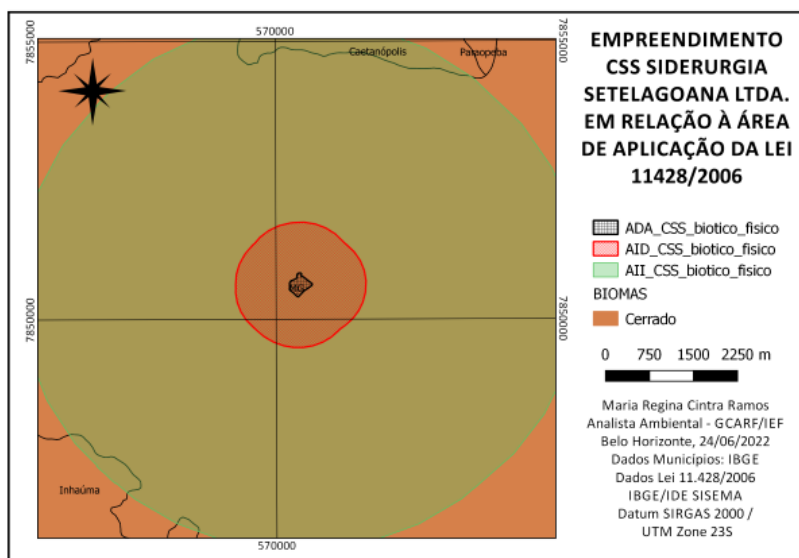 570000
7855000
7855000
Caetanópolis
Paraopeba
MG
7850000
7850000
Inhaúma
570000
EMPREENDIMENTO
CSS SIDERURGIA
SETELAGOANA LTDA.
EM RELAÇÃO À ÁREA
DE APLICAÇÃO DA LEI
11428/2006
ADA_CSS_biotico_fisico
AID_CSS_biotico_fisico
AII_CSS_biotico_fisico
BIOMAS
Cerrado
0 750 1500 2250 m
Maria Regina Cintra Ramos
Analista Ambiental - GCARF/IEF
Belo Horizonte, 24/06/2022
Dados Municípios: IBGE
Dados Lei 11.428/2006
IBGE/IDE SISEMA
Datum SIRGAS 2000 /
UTM Zone 23S